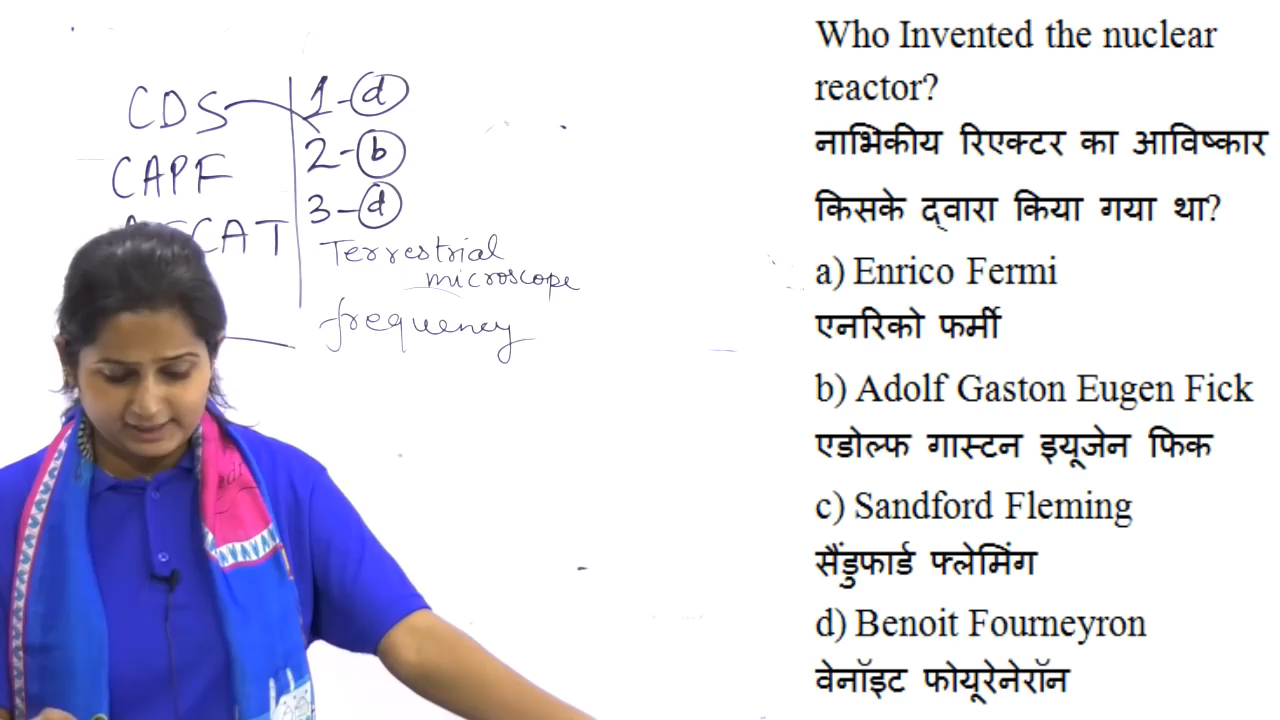 CDS
CAPF
CAT
1-d
2-b
3-d
Terrestrial
microscope
frequency
Who Invented the nuclear
reactor?
नाभिकीय रिएक्टर का आविष्कार
किसके द्वारा किया गया था?
a) Enrico Fermi
एनरिको फर्मी
b) Adolf Gaston Eugen Fick
एडोल्फ गास्टन इयूजेन फिक
c) Sandford Fleming
सैंडुफार्ड फ्लेमिंग
d) Benoit Fourneyron
वेनॉइट फोयूरेनेरॉन